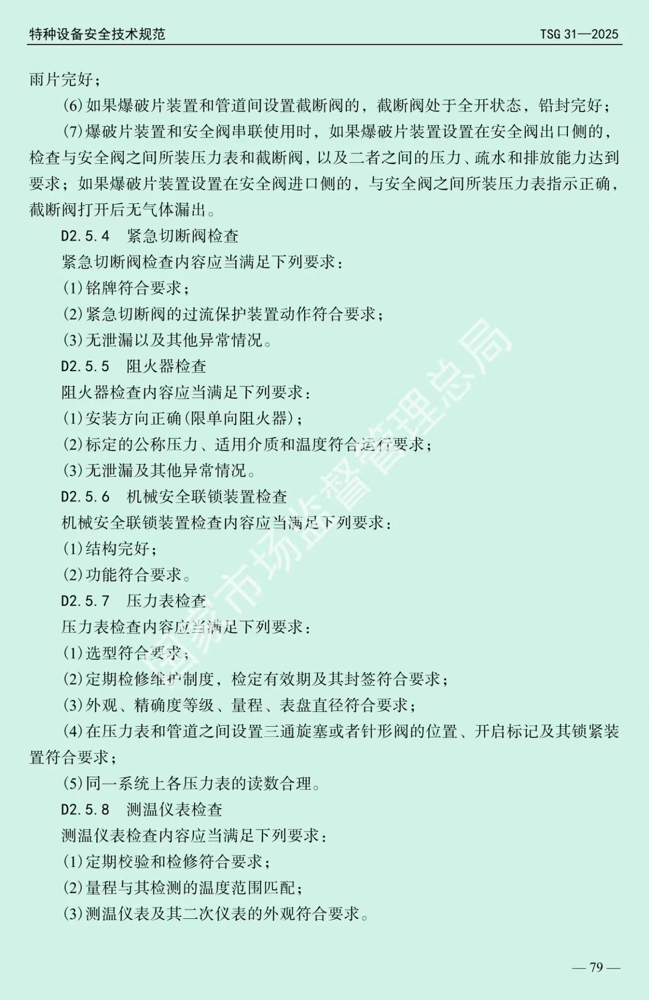 特种设备安全技术规范 TSG 31—2025
雨片完好；
(6)如果爆破片装置和管道间设置截断阀的，截断阀处于全开状态，铅封完好；
(7)爆破片装置和安全阀串联使用时，如果爆破片装置设置在安全阀出口侧的，
检查与安全阀之间所装压力表和截断阀，以及二者之间的压力、疏水和排放能力达到
要求；如果爆破片装置设置在安全阀进口侧的，与安全阀之间所装压力表指示正确，
截断阀打开后无气体漏出。
D2.5.4 紧急切断阀检查
紧急切断阀检查内容应当满足下列要求：
(1)铭牌符合要求；
(2)紧急切断阀的过流保护装置动作符合要求；
(3)无泄漏以及其他异常情况。
D2.5.5 阻火器检查
阻火器检查内容应当满足下列要求：
(1)安装方向正确(限单向阻火器)；
(2)标定的公称压力、适用介质和温度符合运行要求；
(3)无泄漏及其他异常情况。
D2.5.6 机械安全联锁装置检查
机械安全联锁装置检查内容应当满足下列要求：
(1)结构完好；
(2)功能符合要求。
D2.5.7 压力表检查
压力表检查内容应当满足下列要求：
(1)选型符合要求；
(2)定期检修维护制度，检定有效期及其封签符合要求；
(3)外观、精确度等级、量程、表盘直径符合要求；
(4)在压力表和管道之间设置三通旋塞或者针形阀的位置、开启标记及其锁紧装
置符合要求；
(5)同一系统上各压力表的读数合理。
D2.5.8 测温仪表检查
测温仪表检查内容应当满足下列要求：
(1)定期校验和检修符合要求；
(2)量程与其检测的温度范围匹配；
(3)测温仪表及其二次仪表的外观符合要求。
— 79 —
国家市场监督管理总局